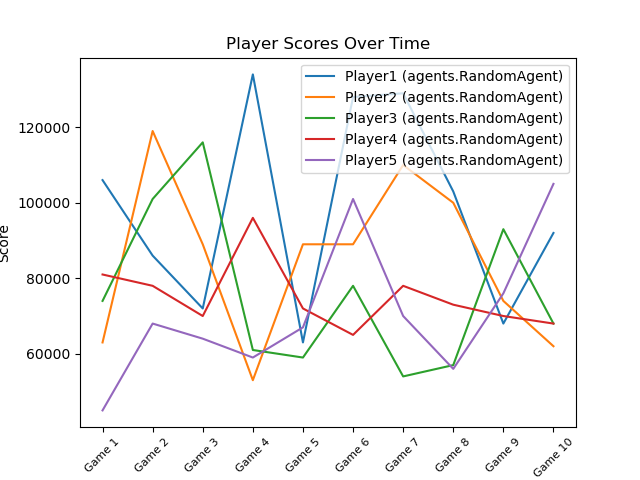 Player Scores Over Time
Player1 (agents.RandomAgent)
Player2 (agents.RandomAgent)
Player3 (agents.RandomAgent)
Player4 (agents.RandomAgent)
Player5 (agents.RandomAgent)
Score
120000
100000
80000
60000
Game 1
Game 2
Game 3
Game 4
Game 5
Game 6
Game 7
Game 8
Game 9
Game 10